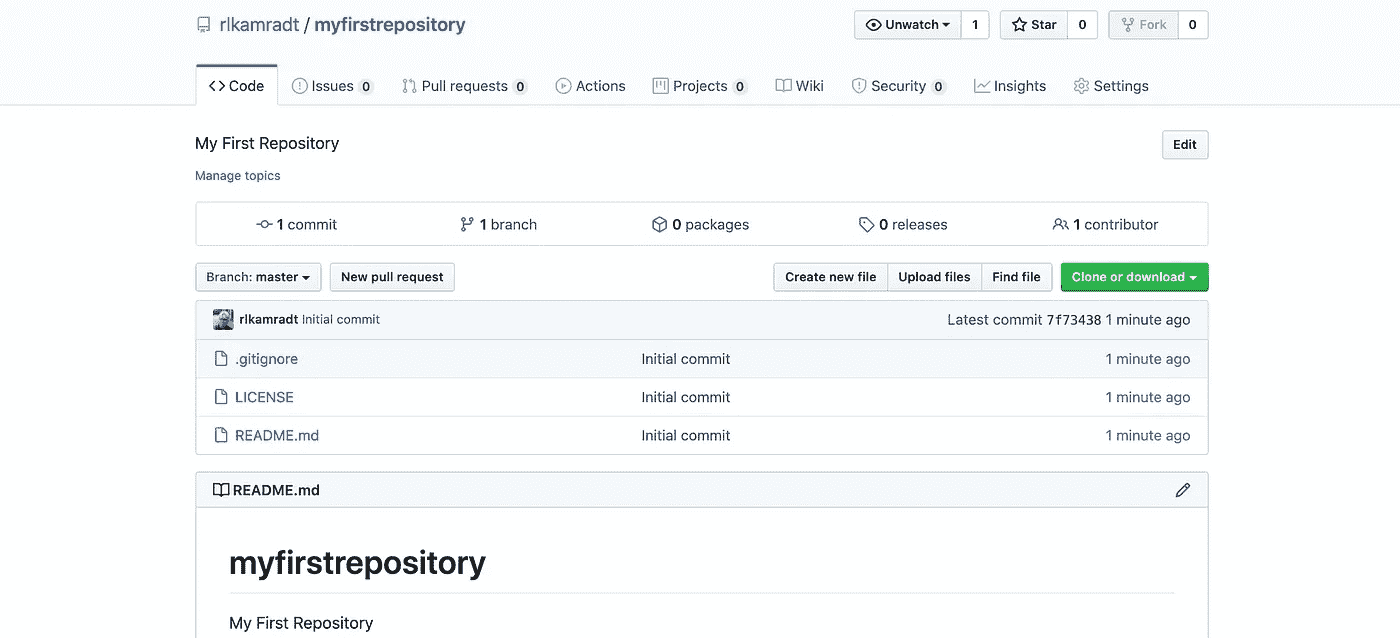 rlkamradt / myfirstrepository Unwatch 1 Star 0 Fork 0
Code Issues 0 Pull requests 0 Actions Projects 0 Wiki Security 0 Insights Settings
My First Repository Edit
Manage topics
1 commit 1 branch 0 packages 0 releases 1 contributor
Branch: master New pull request Create new file Upload files Find file Clone or download
rlkamradt Initial commit Latest commit 7f73438 1 minute ago
.gitignore Initial commit 1 minute ago
LICENSE Initial commit 1 minute ago
README.md Initial commit 1 minute ago
README.md
myfirstrepository
My First Repository